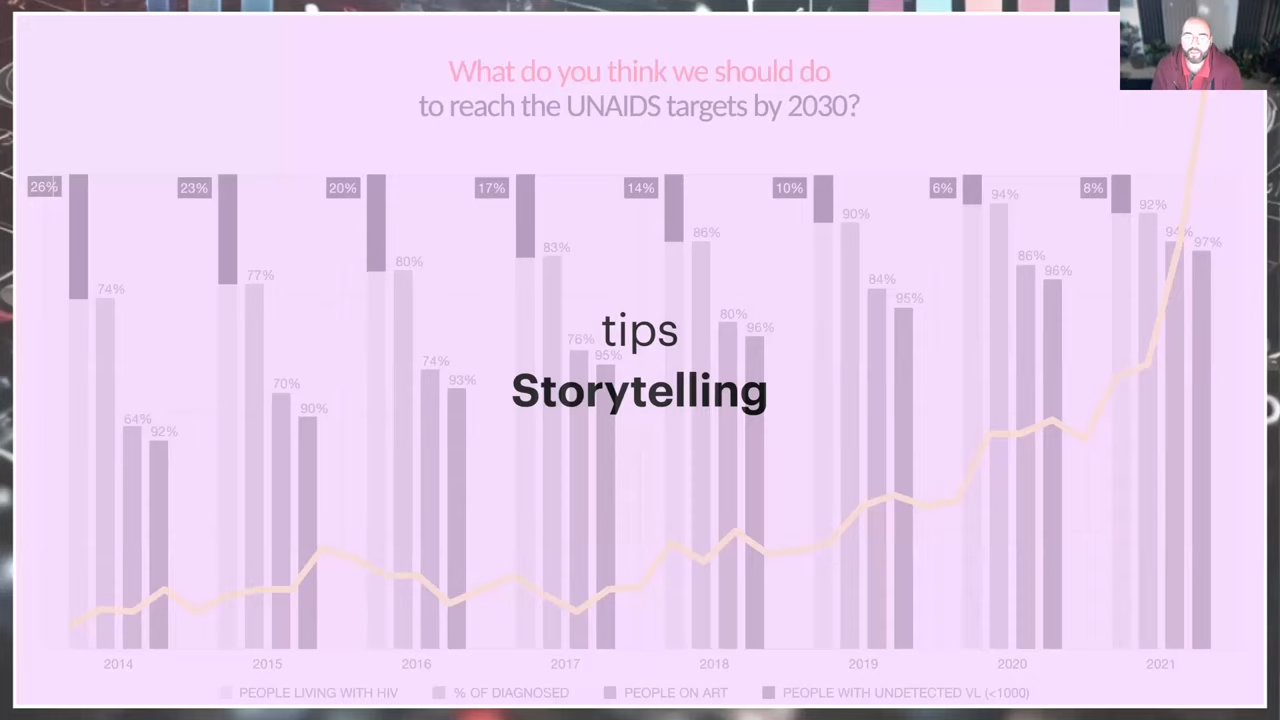 What do you think we should do
to reach the UNAIDS targets by 2030?
26% 23% 20% 17% 14% 10% 6% 8%
74% 64% 92%
77% 70% 90%
80% 74% 93%
83% 76% 95%
86% 80% 96%
90% 84% 95%
94% 86% 96%
92% 94% 97%
tips
Storytelling
2014 2015 2016 2017 2018 2019 2020 2021
PEOPLE LIVING WITH HIV % OF DIAGNOSED PEOPLE ON ART PEOPLE WITH UNDETECTED VL (<1000)